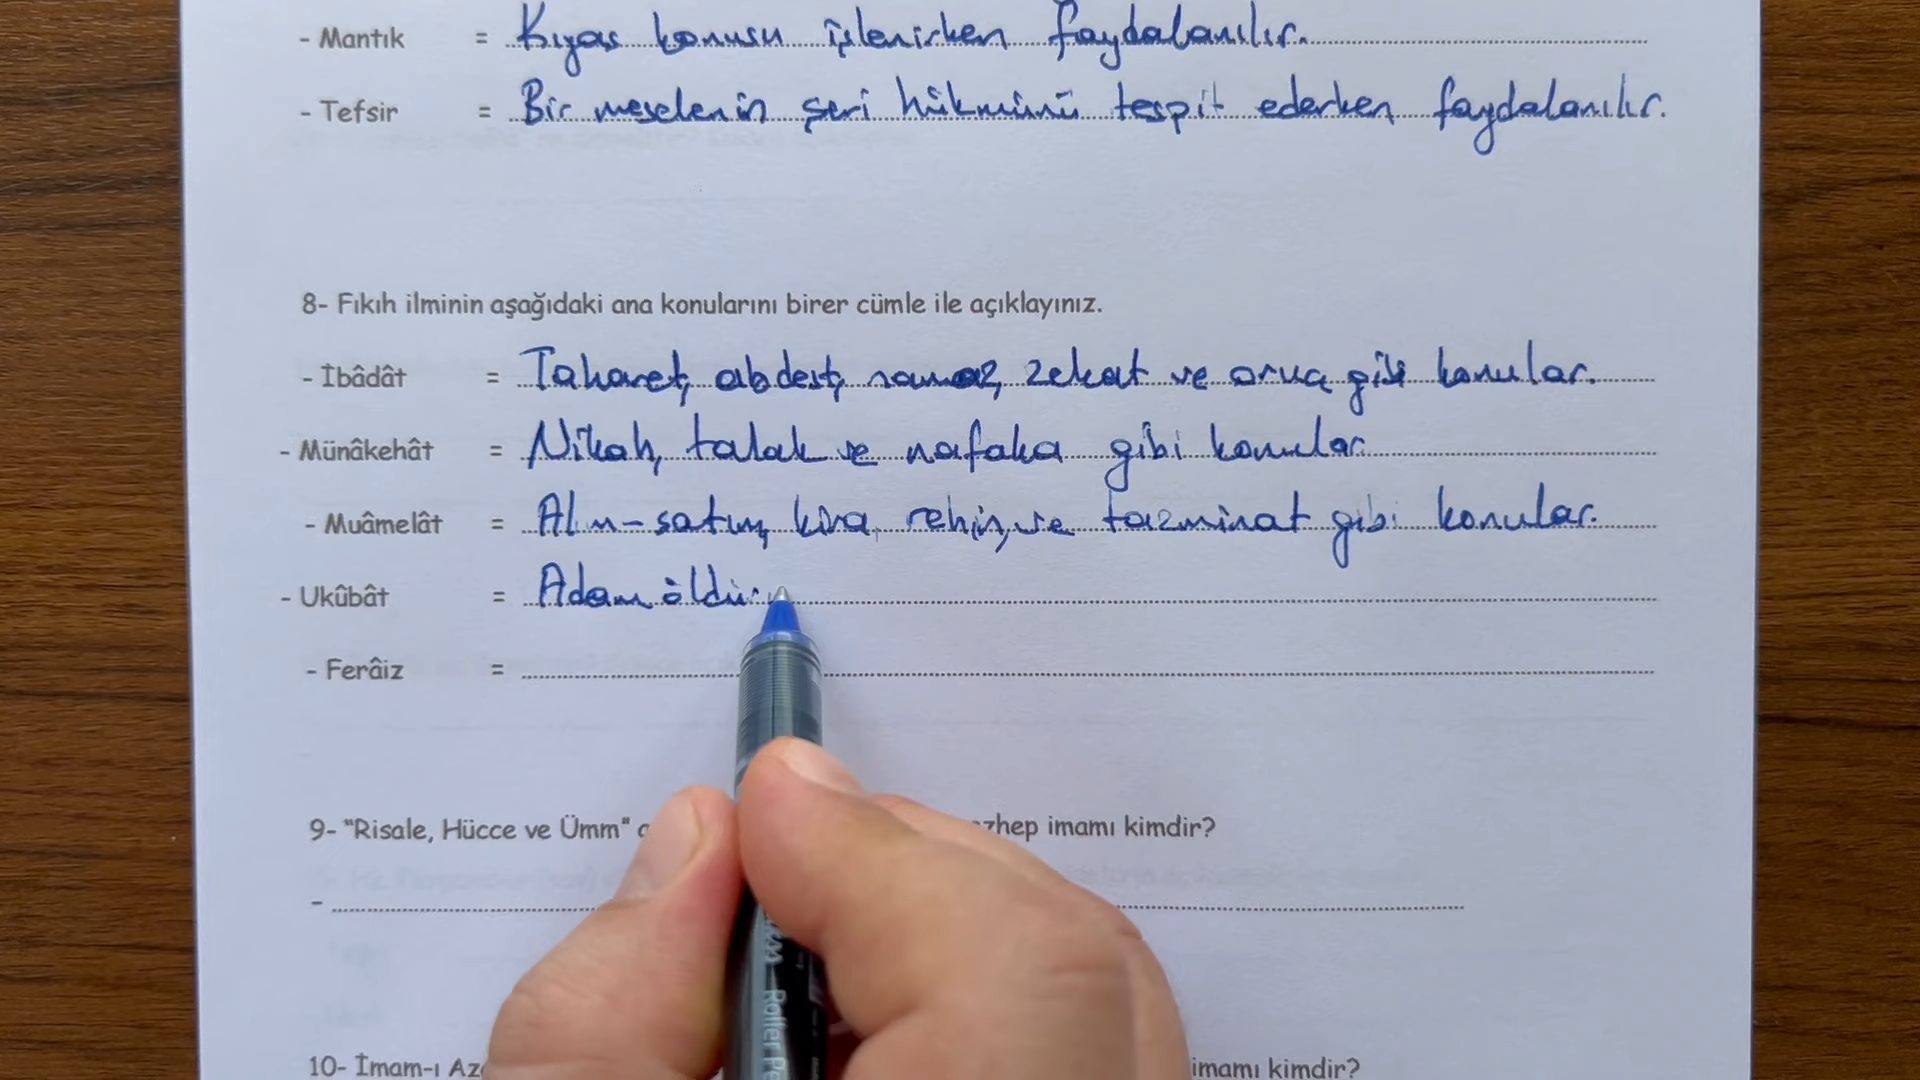 - Mantık = Kıyas konusu işlenirken faydalanılır.
- Tefsir = Bir meselenin şeri hükmünü tespit ederken faydalanılır.
8- Fıkıh ilminin aşağıdaki ana konularını birer cümle ile açıklayınız.
- İbâdât = Taharet, abdest, namaz, zekat ve oruç gibi konular.
- Münâkehât = Nikah, talak ve nafaka gibi konular.
- Muâmelât = Alım-satım, kira, rehin, ve tazminat gibi konular.
- Ukûbât = Adam öldür
- Ferâiz =
9- "Risale, Hücce ve Ümm" zhep imamı kimdir?
-
10- İmam-ı Az imamı kimdir?
Roller Pe